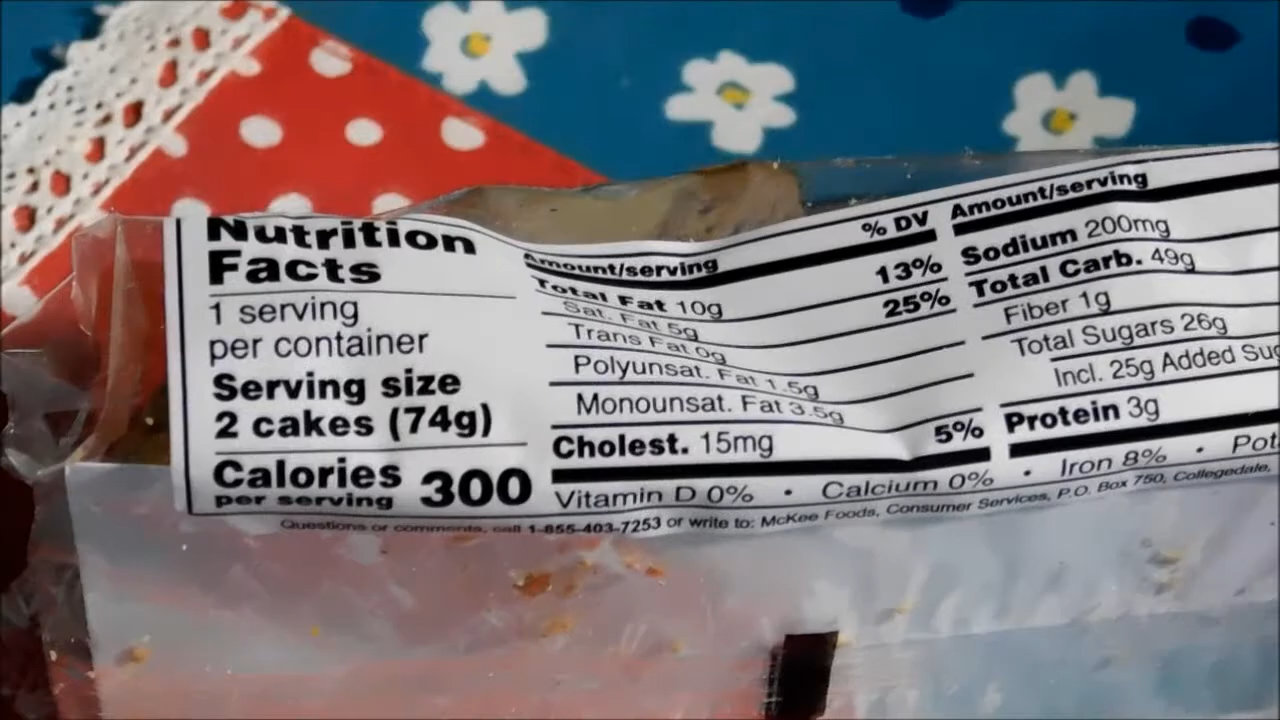 Nutrition
Facts
1 serving
per container
Serving size
2 cakes (74g)
Calories
per serving
300
Amount/serving % DV
Total Fat 10g 13%
Sat. Fat 5g 25%
Trans Fat 0g
Polyunsat. Fat 1.5g
Monounsat. Fat 3.5g
Cholest. 15mg 5%
Amount/serving
Sodium 200mg
Total Carb. 49g
Fiber 1g
Total Sugars 26g
Incl. 25g Added Sug
Protein 3g
Vitamin D 0% • Calcium 0% • Iron 8% • Pot
Questions or comments, call 1-855-403-7253 or write to: McKee Foods, Consumer Services, P.O. Box 750, Collegedale,